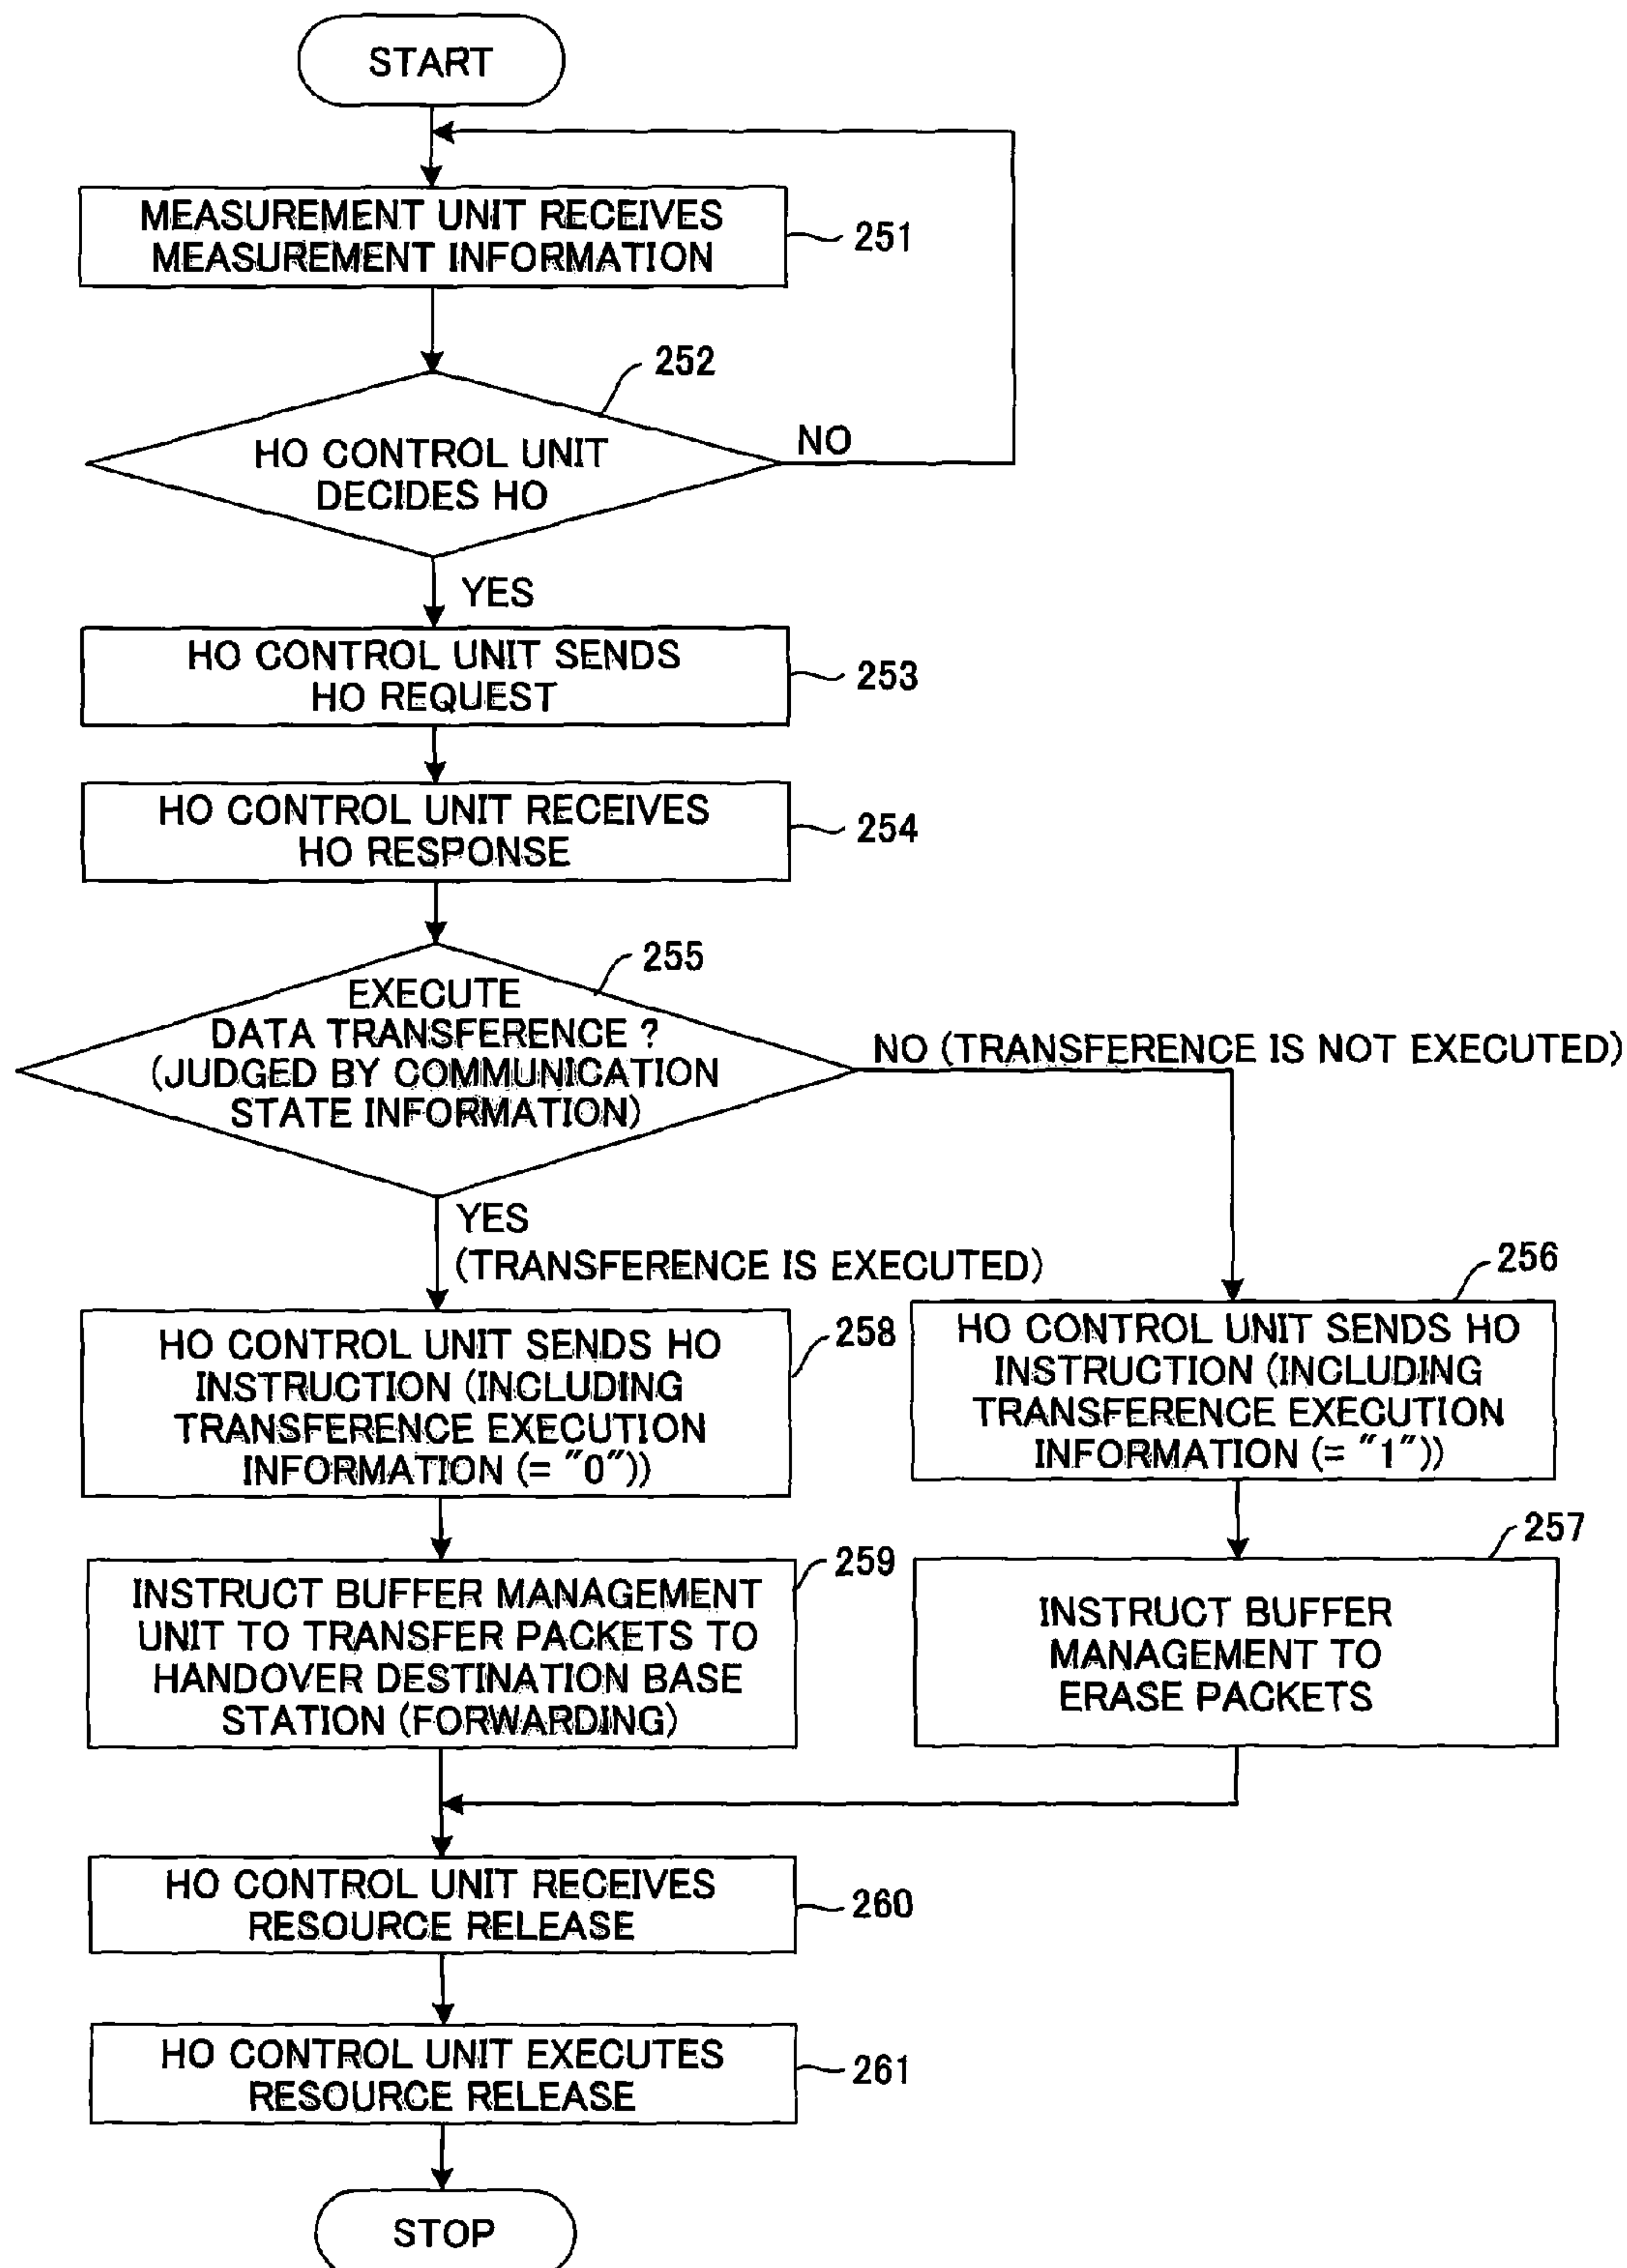 START
MEASUREMENT UNIT RECEIVES
MEASUREMENT INFORMATION
251
252
HO CONTROL UNIT
DECIDES HO
NO
YES
HO CONTROL UNIT SENDS
HO REQUEST
253
HO CONTROL UNIT RECEIVES
HO RESPONSE
254
255
EXECUTE
DATA TRANSFERENCE ?
(JUDGED BY COMMUNICATION
STATE INFORMATION)
NO (TRANSFERENCE IS NOT EXECUTED)
YES
(TRANSFERENCE IS EXECUTED)
258
HO CONTROL UNIT SENDS HO
INSTRUCTION (INCLUDING
TRANSFERENCE EXECUTION
INFORMATION (= "0"))
256
HO CONTROL UNIT SENDS HO
INSTRUCTION (INCLUDING
TRANSFERENCE EXECUTION
INFORMATION (= "1"))
259
INSTRUCT BUFFER MANAGEMENT
UNIT TO TRANSFER PACKETS TO
HANDOVER DESTINATION BASE
STATION (FORWARDING)
257
INSTRUCT BUFFER
MANAGEMENT TO
ERASE PACKETS
HO CONTROL UNIT RECEIVES
RESOURCE RELEASE
260
HO CONTROL UNIT EXECUTES
RESOURCE RELEASE
261
STOP